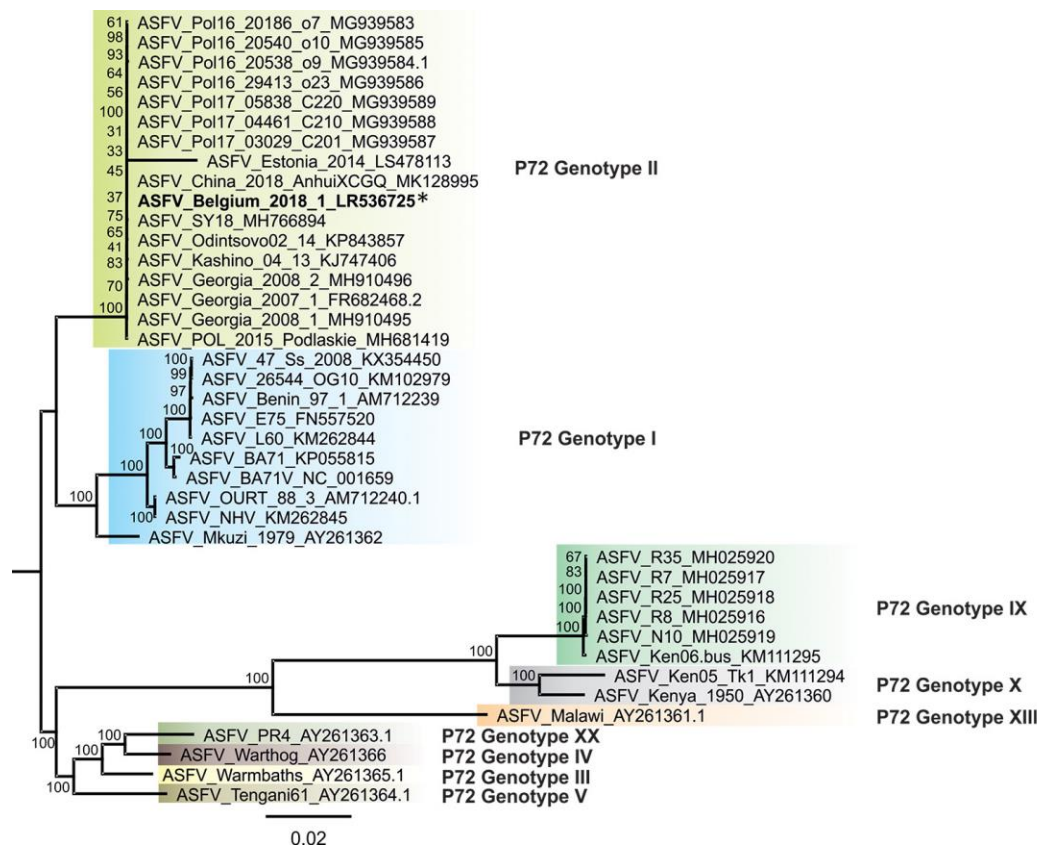 61 ASFV_Pol16_20186_o7_MG939583
98 ASFV_Pol16_20540_o10_MG939585
93 ASFV_Pol16_20538_o9_MG939584.1
64 ASFV_Pol16_29413_o23_MG939586
56 ASFV_Pol17_05838_C220_MG939589
100 ASFV_Pol17_04461_C210_MG939588
31 ASFV_Pol17_03029_C201_MG939587
33 ASFV_Estonia_2014_LS478113
P72 Genotype II
45 ASFV_China_2018_AnhuiXCGQ_MK128995
37 ASFV_Belgium_2018_1_LR536725*
75 ASFV_SY18_MH766894
65 ASFV_Odintsovo02_14_KP843857
41 ASFV_Kashino_04_13_KJ747406
83 ASFV_Georgia_2008_2_MH910496
70 ASFV_Georgia_2007_1_FR682468.2
100 ASFV_Georgia_2008_1_MH910495
ASFV_POL_2015_Podlaskie_MH681419
100 ASFV_47_Ss_2008_KX354450
99 ASFV_26544_OG10_KM102979
97 ASFV_Benin_97_1_AM712239
100 ASFV_E75_FN557520
100 ASFV_L60_KM262844
P72 Genotype I
100 ASFV_BA71_KP055815
100 ASFV_BA71V_NC_001659
100 ASFV_OURT_88_3_AM712240.1
100 ASFV_NHV_KM262845
ASFV_Mkuzi_1979_AY261362
67 ASFV_R35_MH025920
83 ASFV_R7_MH025917
100 ASFV_R25_MH025918
100 ASFV_R8_MH025916
P72 Genotype IX
100 ASFV_N10_MH025919
100 ASFV_Ken06.bus_KM111295
100 ASFV_Ken05_Tk1_KM111294
P72 Genotype X
100 ASFV_Kenya_1950_AY261360
ASFV_Malawi_AY261361.1 P72 Genotype XIII
100 100 ASFV_PR4_AY261363.1 P72 Genotype XX
100 ASFV_Warthog_AY261366 P72 Genotype IV
ASFV_Warmbaths_AY261365.1 P72 Genotype III
100 ASFV_Tengani61_AY261364.1 P72 Genotype V
0.02